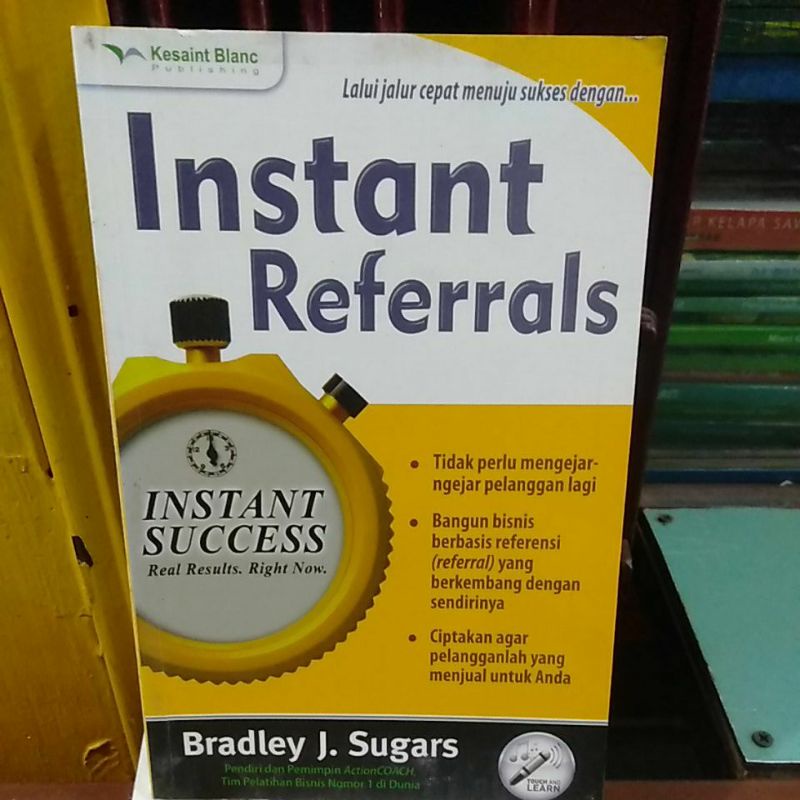 Kesaint Blanc
Publishing
Lalui jalur cepat menuju sukses dengan...
Instant
Referrals
INSTANT
SUCCESS
Real Results. Right Now.
• Tidak perlu mengejar-
ngejar pelanggan lagi
• Bangun bisnis
berbasis referensi
(referral) yang
berkembang dengan
sendirinya
• Ciptakan agar
pelangganlah yang
menjual untuk Anda
Bradley J. Sugars
Pendiri dan Pemimpin ActionCOACH,
Tim Pelatihan Bisnis Nomor 1 di Dunia
TOUCH AND
LEARN
KELAPA